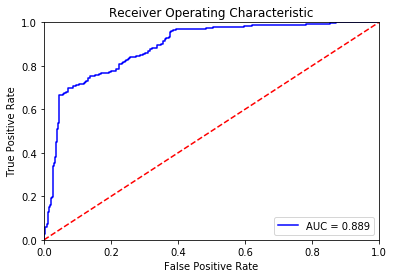 Receiver Operating Characteristic
True Positive Rate
1.0
0.8
0.6
0.4
0.2
0.0
AUC = 0.889
0.0 0.2 0.4 0.6 0.8 1.0
False Positive Rate